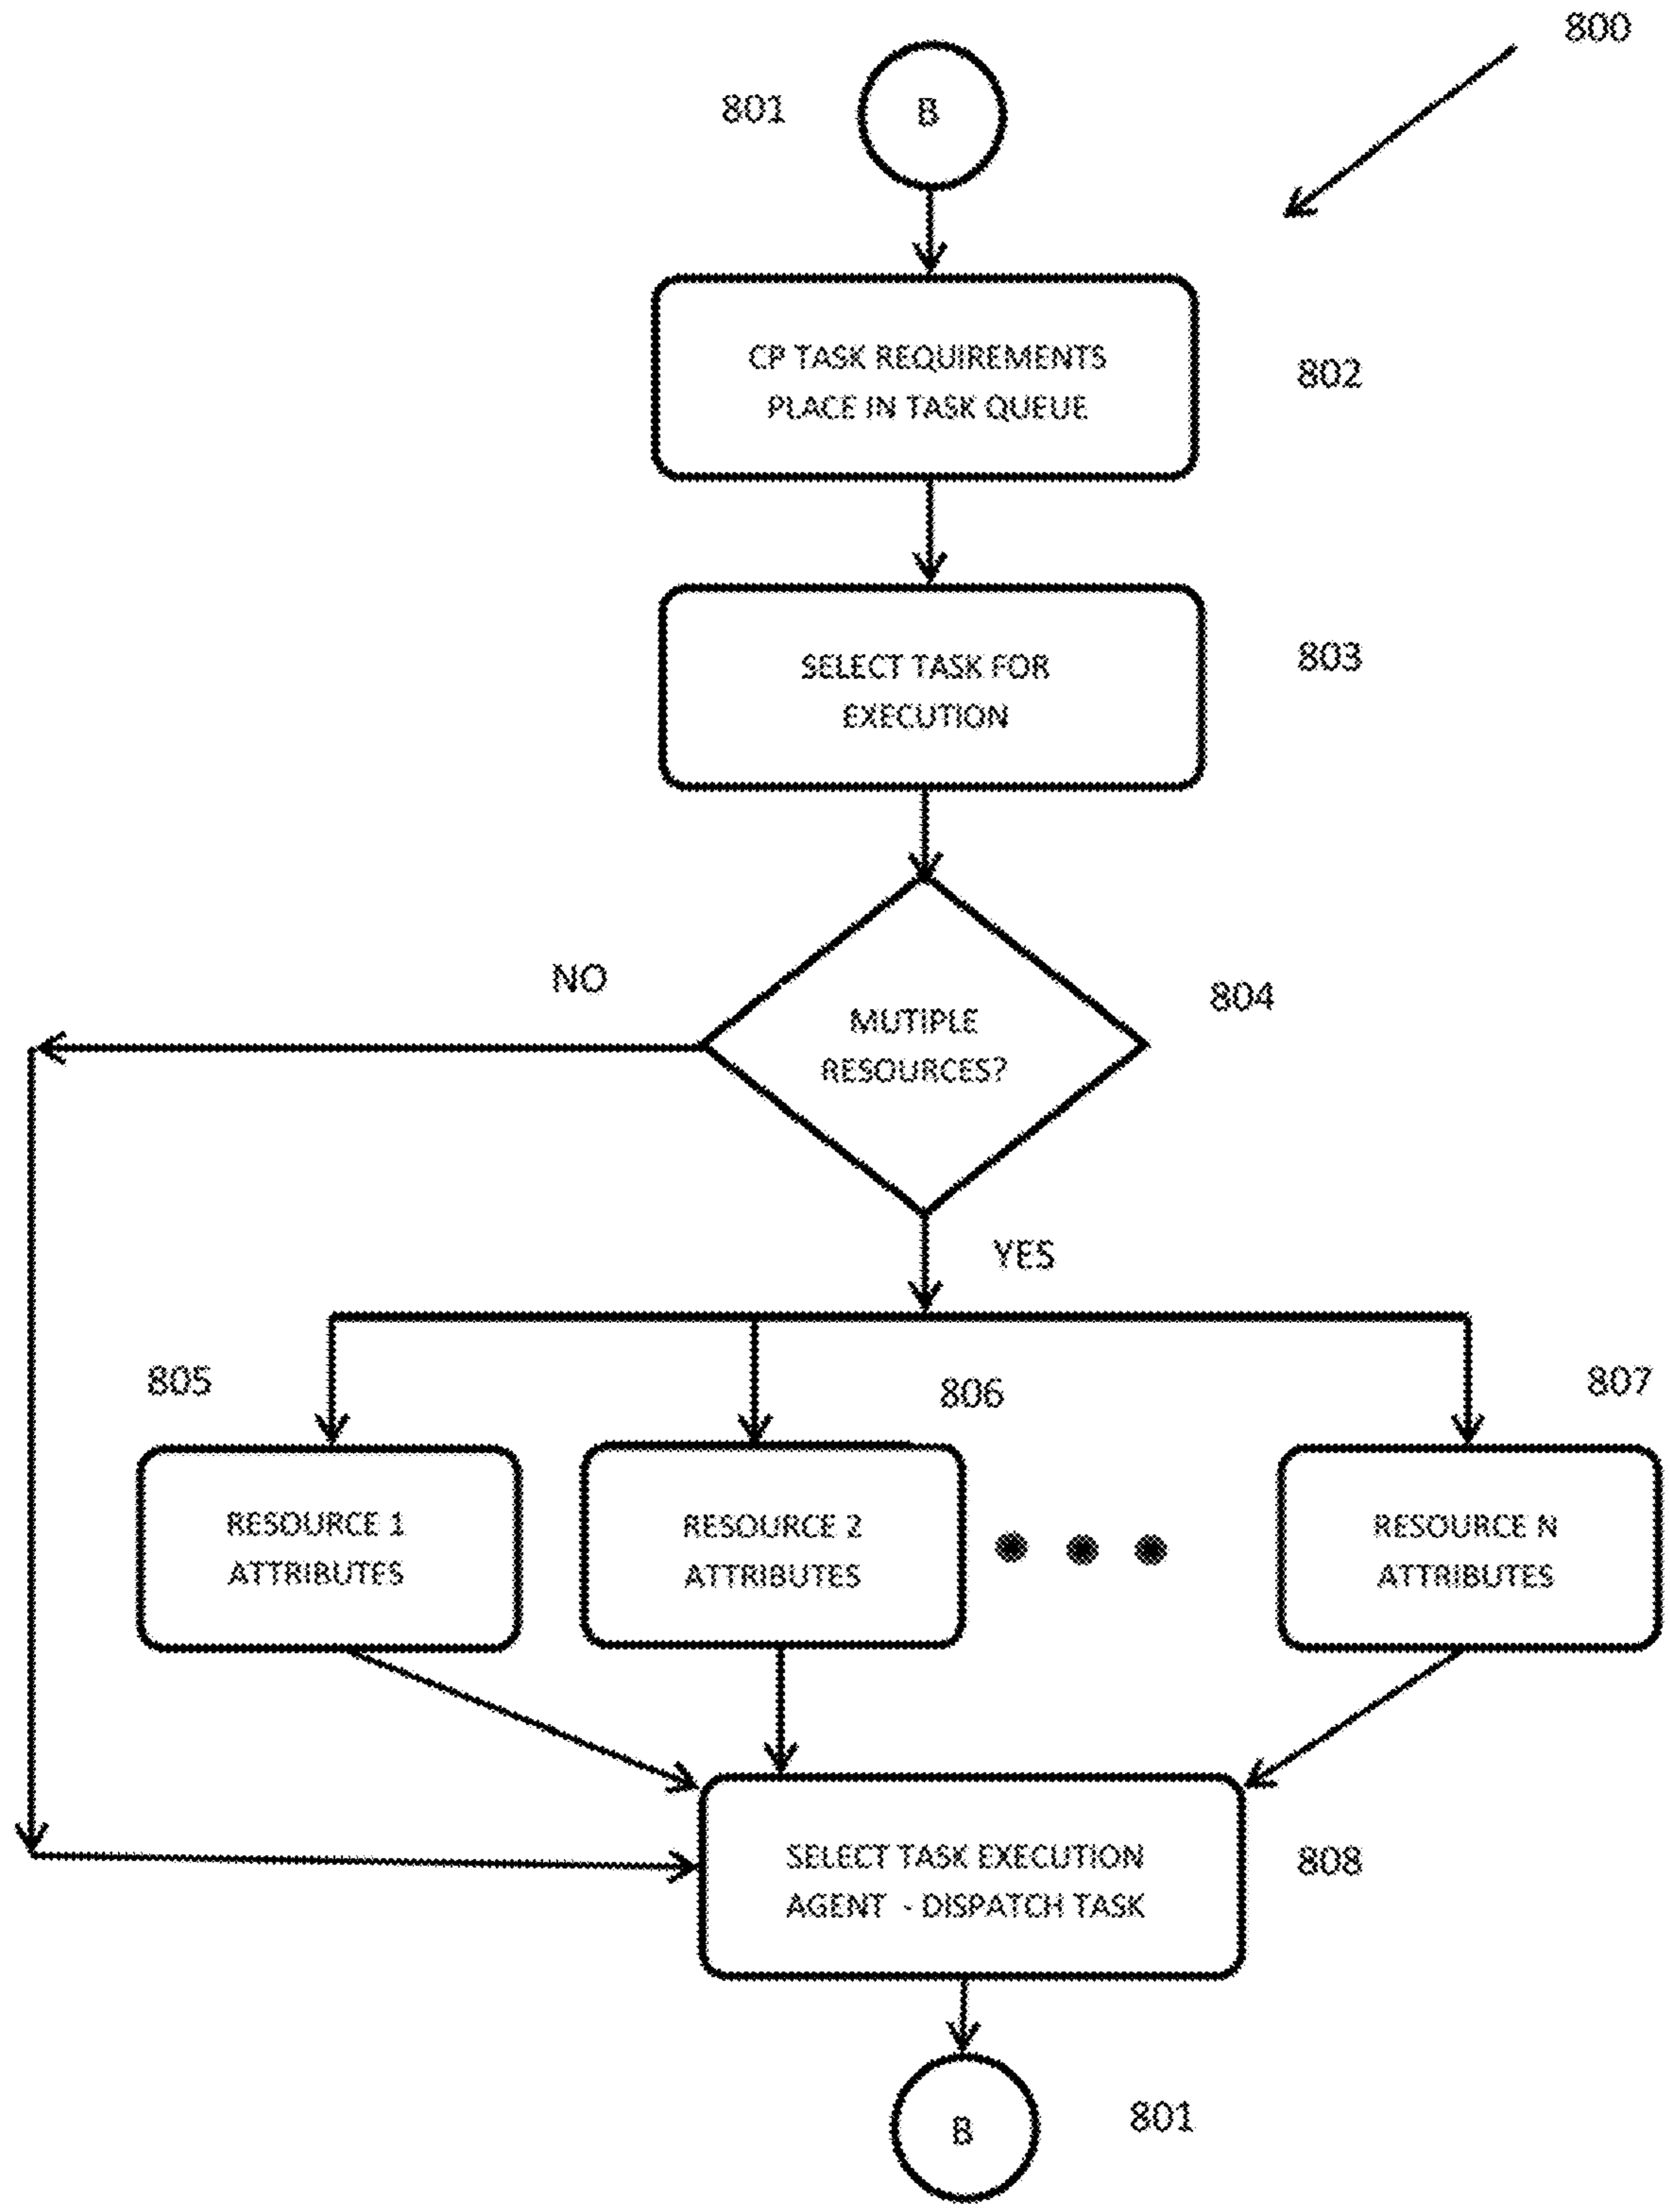 800
801
B
CP TASK REQUIREMENTS
PLACE IN TASK QUEUE
802
SELECT TASK FOR
EXECUTION
803
NO
MUTIPLE
RESOURCES?
804
YES
805
806
807
RESOURCE 1
ATTRIBUTES
RESOURCE 2
ATTRIBUTES
RESOURCE N
ATTRIBUTES
SELECT TASK EXECUTION
AGENT - DISPATCH TASK
808
B
801